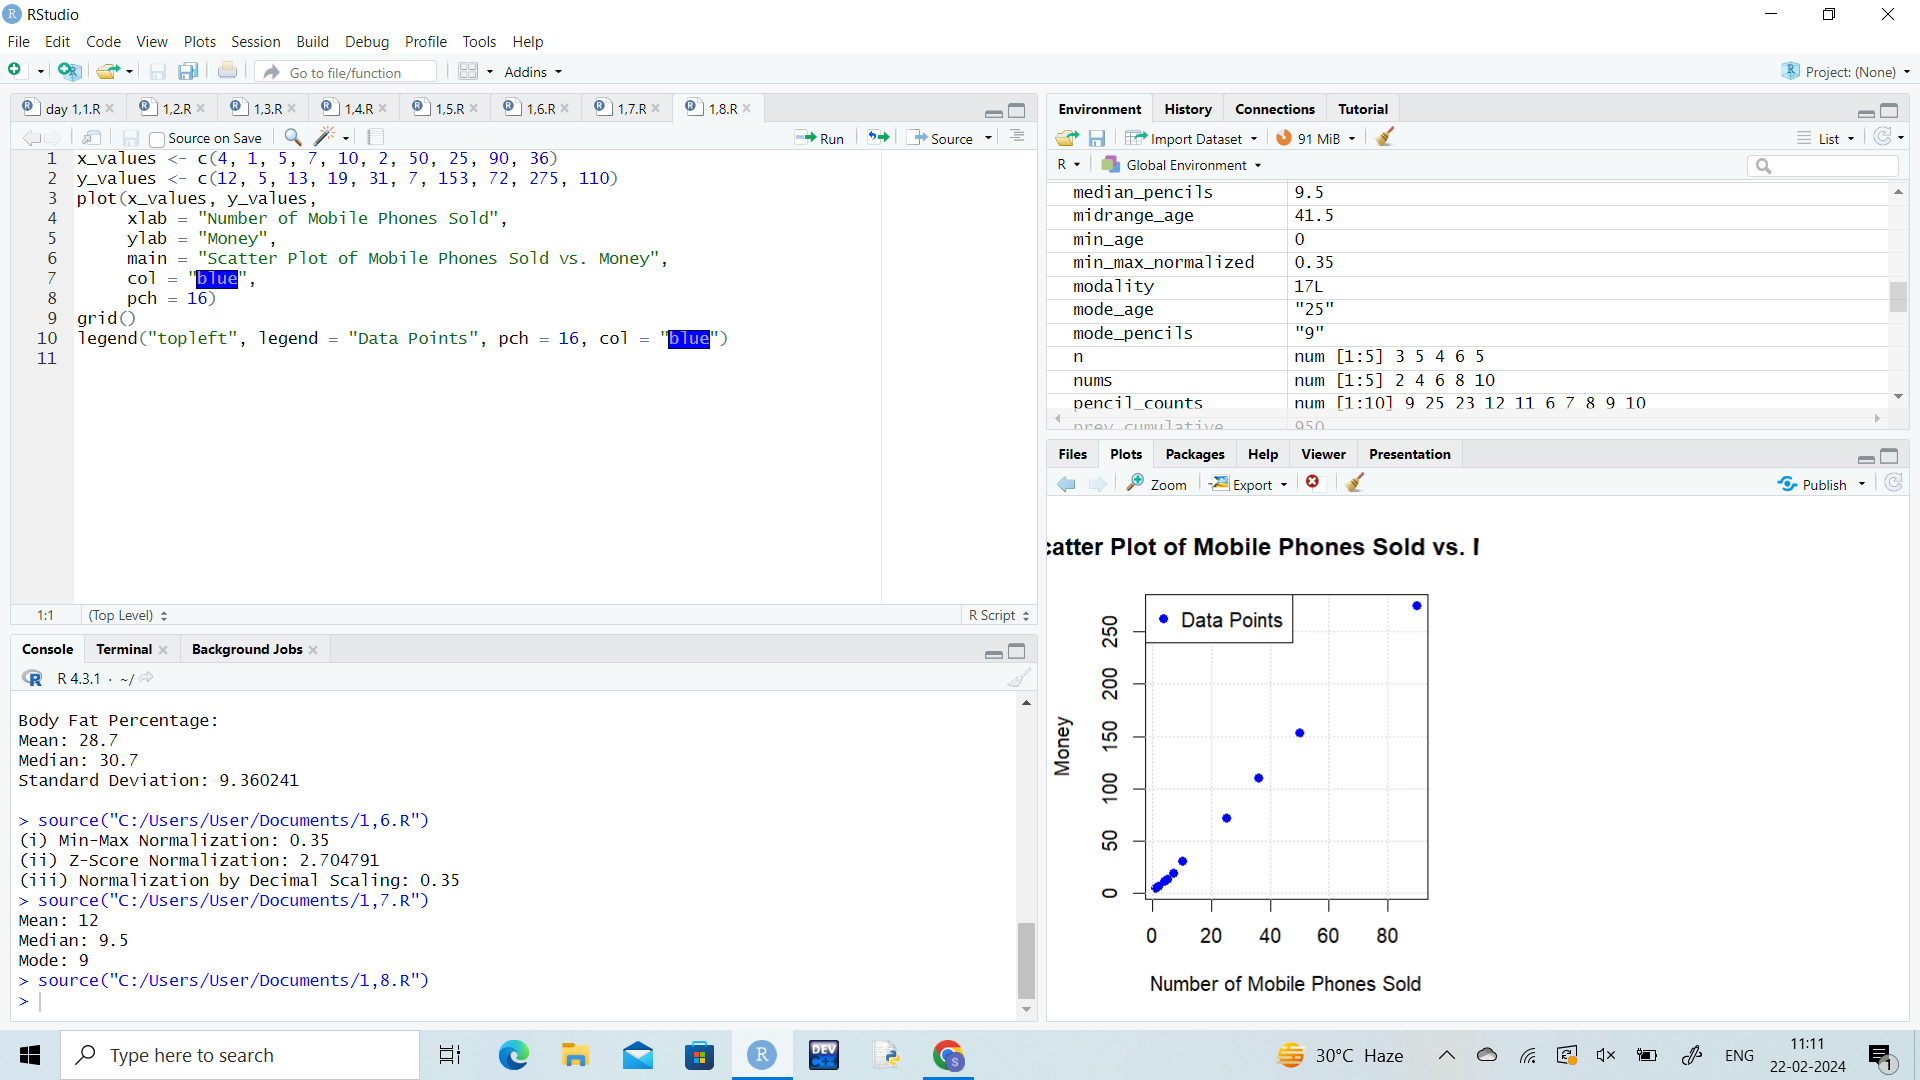 RStudio
File Edit Code View Plots Session Build Debug Profile Tools Help
Go to file/function Addins Project: (None)
day 1,1.R 1,2.R 1,3.R 1,4.R 1,5.R 1,6.R 1,7.R 1,8.R
Source on Save Run Source
1 x_values <- c(4, 1, 5, 7, 10, 2, 50, 25, 90, 36)
2 y_values <- c(12, 5, 13, 19, 31, 7, 153, 72, 275, 110)
3 plot(x_values, y_values,
4 xlab = "Number of Mobile Phones Sold",
5 ylab = "Money",
6 main = "Scatter Plot of Mobile Phones Sold vs. Money",
7 col = "blue",
8 pch = 16)
9 grid()
10 legend("topleft", legend = "Data Points", pch = 16, col = "blue")
11
1:1 (Top Level) R Script
Console Terminal Background Jobs
R 4.3.1 · ~/
Body Fat Percentage:
Mean: 28.7
Median: 30.7
Standard Deviation: 9.360241
> source("C:/Users/User/Documents/1,6.R")
(i) Min-Max Normalization: 0.35
(ii) Z-Score Normalization: 2.704791
(iii) Normalization by Decimal Scaling: 0.35
> source("C:/Users/User/Documents/1,7.R")
Mean: 12
Median: 9.5
Mode: 9
> source("C:/Users/User/Documents/1,8.R")
>
Environment History Connections Tutorial
Import Dataset 91 MiB List
R Global Environment
median_pencils 9.5
midrange_age 41.5
min_age 0
min_max_normalized 0.35
modality 17L
mode_age "25"
mode_pencils "9"
n num [1:5] 3 5 4 6 5
nums num [1:5] 2 4 6 8 10
pencil_counts num [1:10] 9 25 23 12 11 6 7 8 9 10
prev_cumulative 950
Files Plots Packages Help Viewer Presentation
Zoom Export Publish
catter Plot of Mobile Phones Sold vs.
Data Points
250
200
150
100
50
0
Money
0 20 40 60 80
Number of Mobile Phones Sold
Type here to search
DEV
C++
S
30°C Haze
ENG
11:11
22-02-2024
1